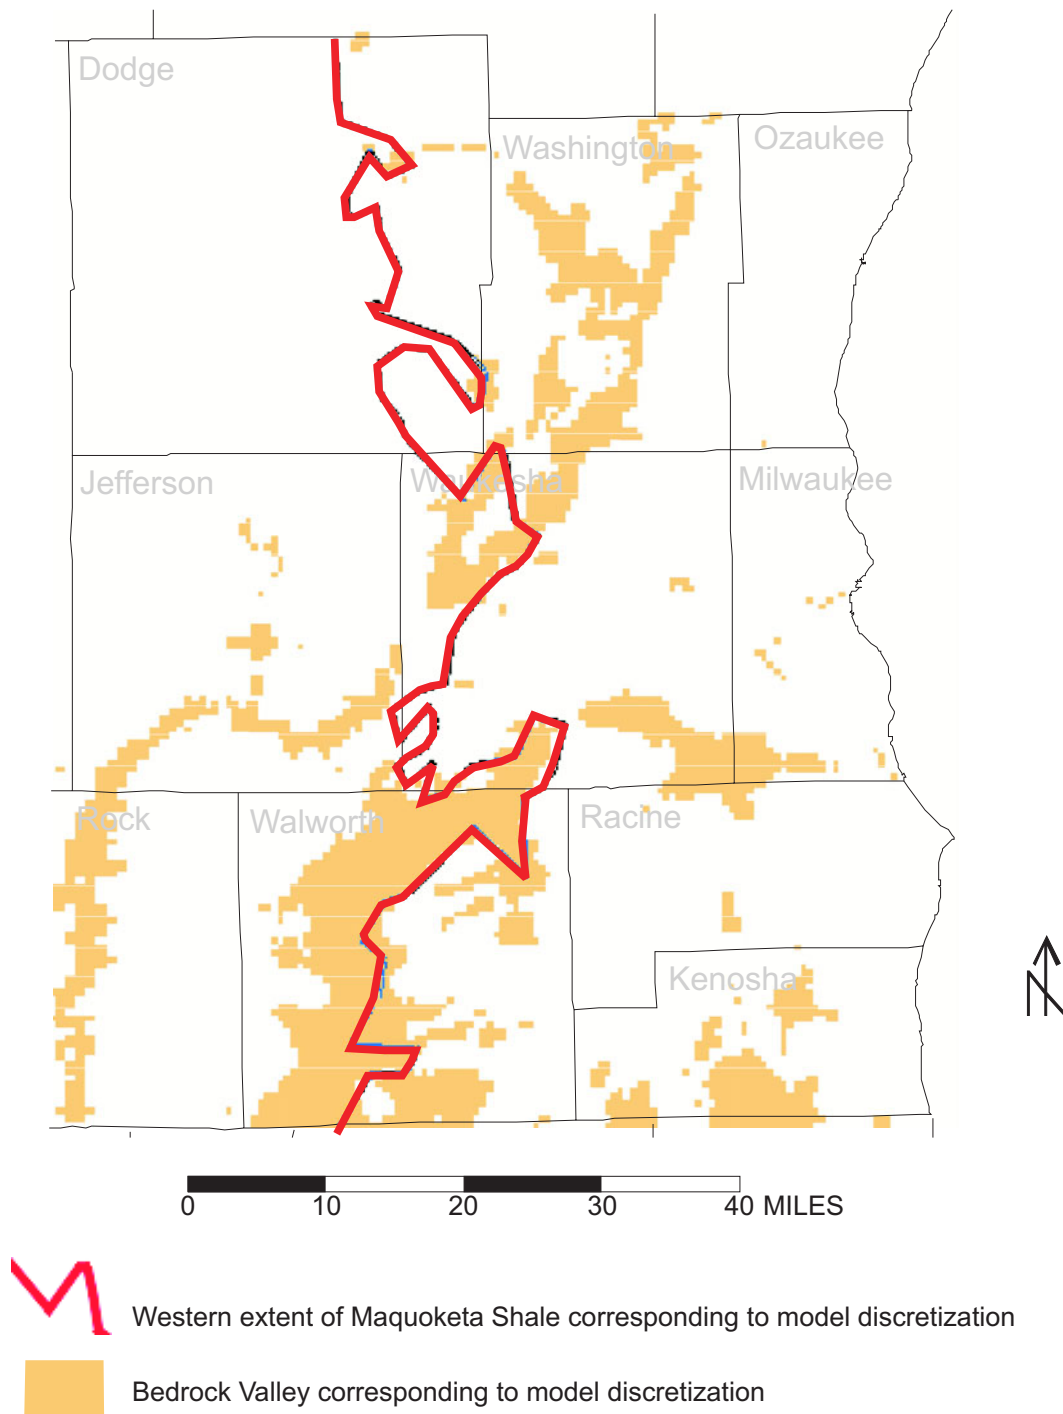 Dodge
Washington
Ozaukee
Jefferson
Waukesha
Milwaukee
Rock
Walworth
Racine
Kenosha
N
0 10 20 30 40 MILES
Western extent of Maquoketa Shale corresponding to model discretization
Bedrock Valley corresponding to model discretization